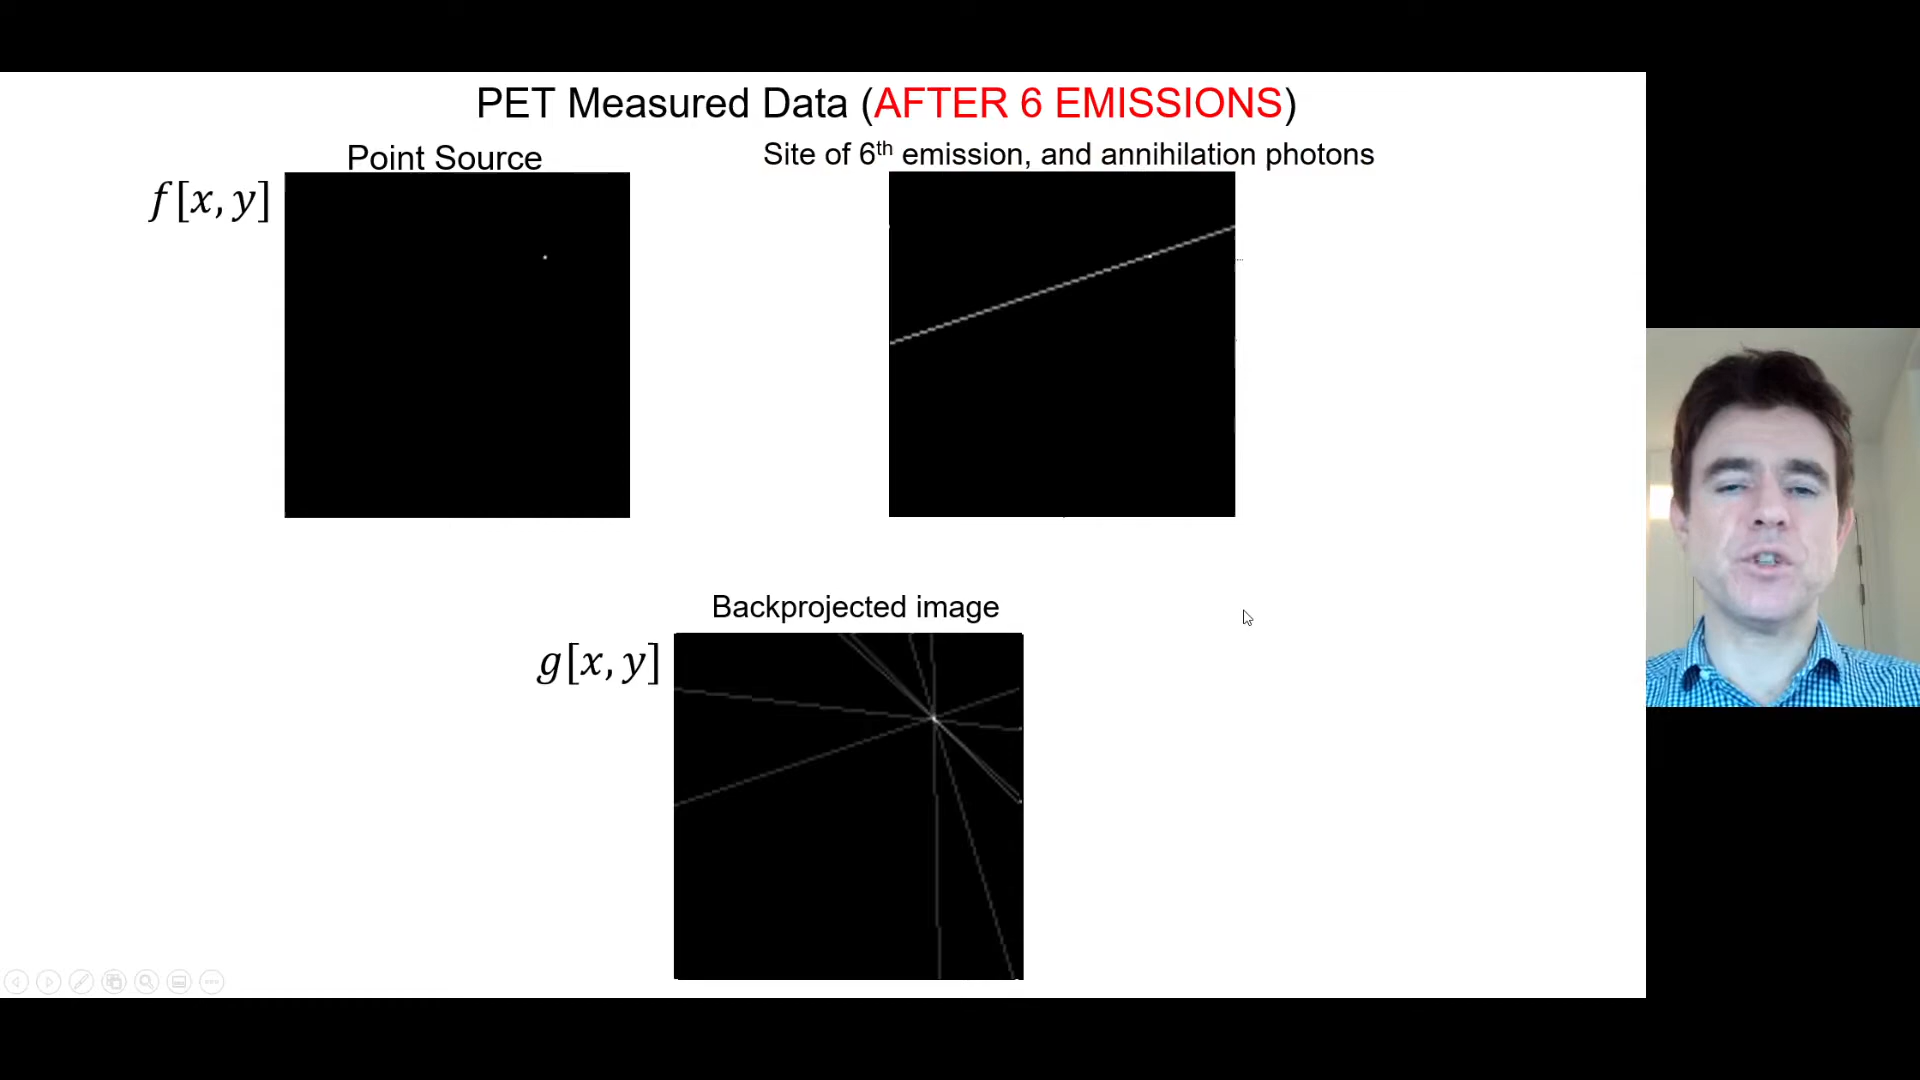 PET Measured Data (AFTER 6 EMISSIONS)
Point Source
Site of 6th emission, and annihilation photons
f[x, y]
Backprojected image
g[x, y]